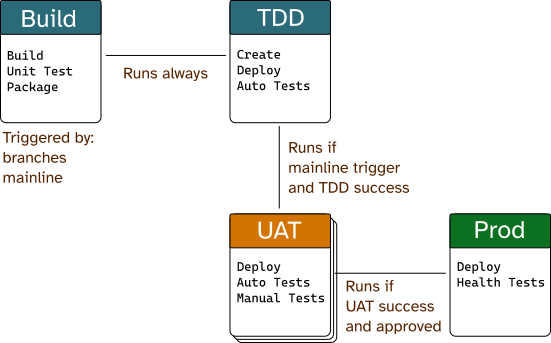 Build
Build
Unit Test
Package
Triggered by:
branches
mainline
Runs always
TDD
Create
Deploy
Auto Tests
Runs if
mainline trigger
and TDD success
UAT
Deploy
Auto Tests
Manual Tests
Runs if
UAT success
and approved
Prod
Deploy
Health Tests